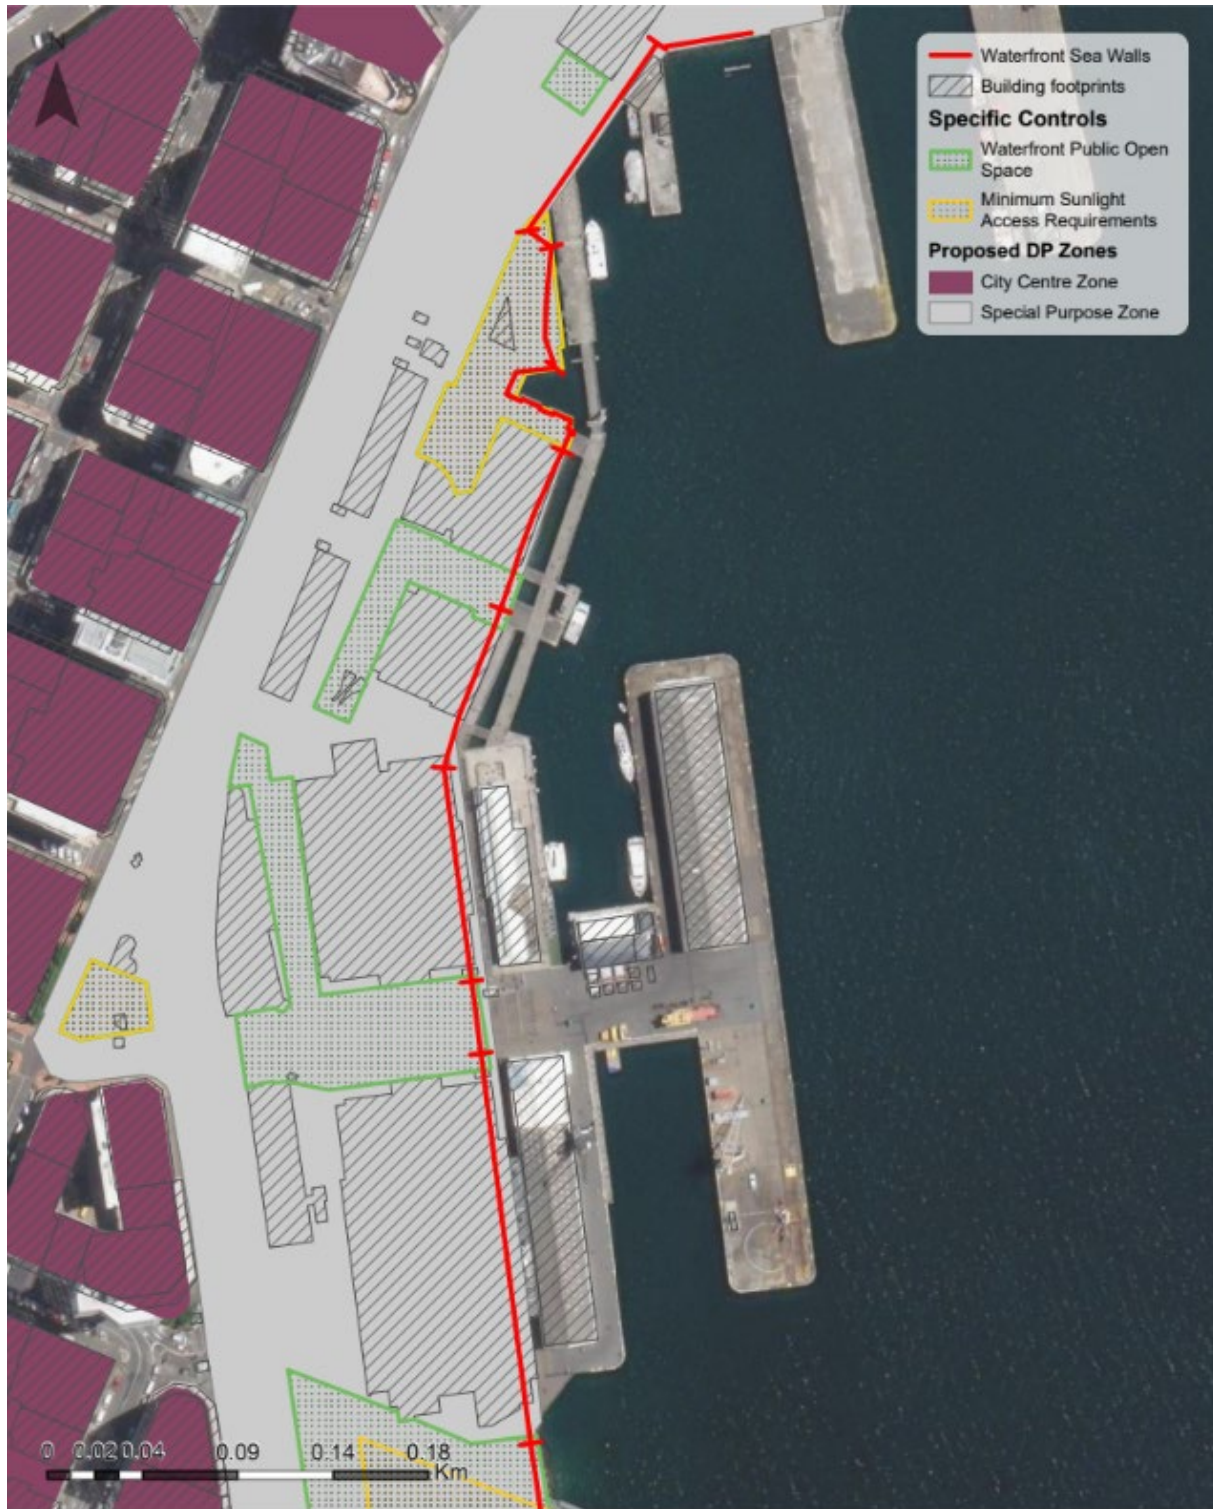 Waterfront Sea Walls
Building footprints
Specific Controls
Waterfront Public Open
Space
Minimum Sunlight
Access Requirements
Proposed DP Zones
City Centre Zone
Special Purpose Zone
0 0.02 0.04 0.09 0.14 0.18
Km